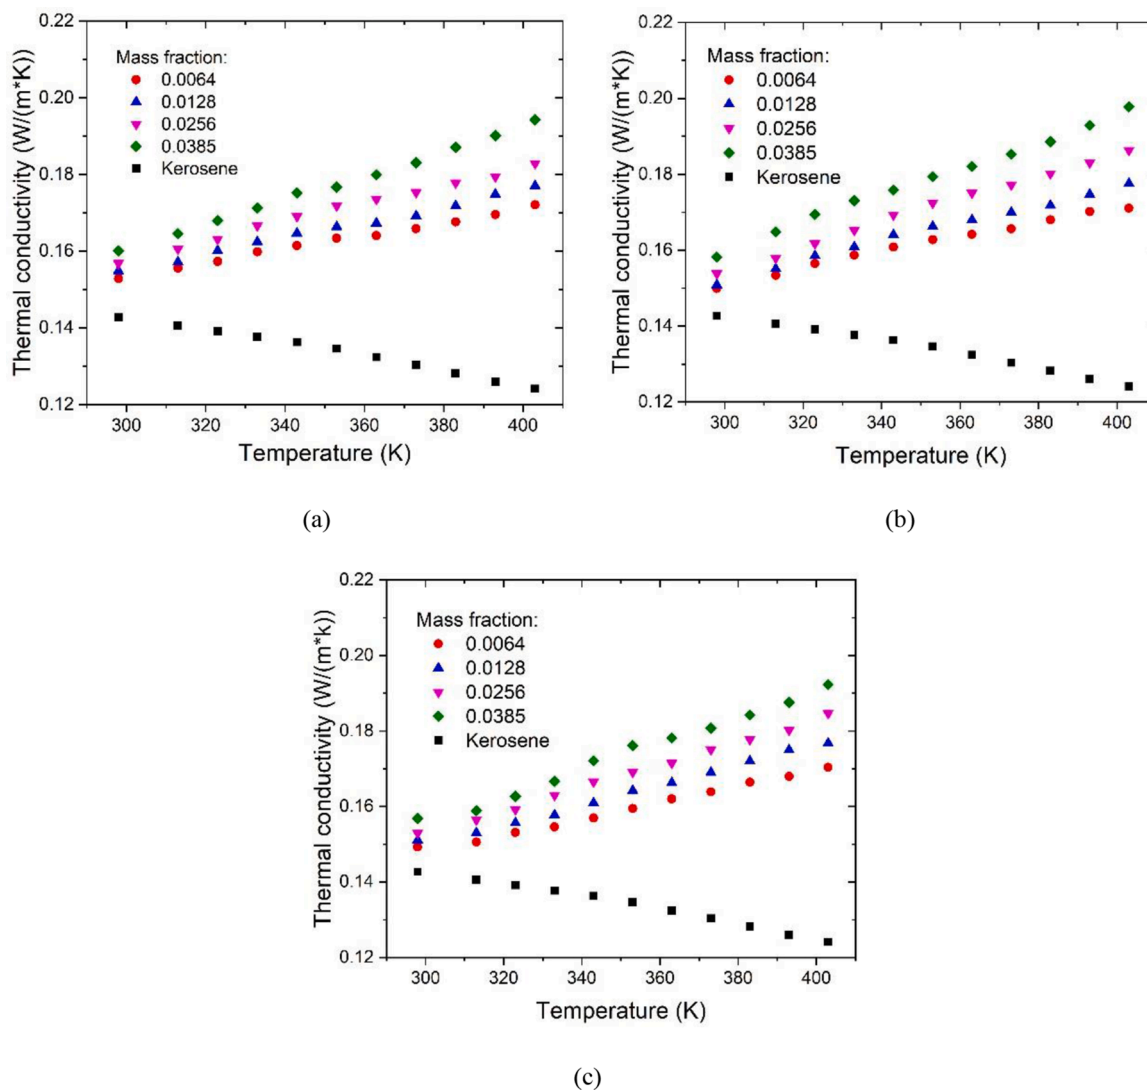 0.22
0.20
0.18
0.16
0.14
0.12
Thermal conductivity (W/(m*K))
Mass fraction:
0.0064
0.0128
0.0256
0.0385
Kerosene
300 320 340 360 380 400
Temperature (K)
(a)
0.22
0.20
0.18
0.16
0.14
0.12
Thermal conductivity (W/(m*K))
Mass fraction:
0.0064
0.0128
0.0256
0.0385
Kerosene
300 320 340 360 380 400
Temperature (K)
(b)
0.22
0.20
0.18
0.16
0.14
0.12
Thermal conductivity (W/(m*k))
Mass fraction:
0.0064
0.0128
0.0256
0.0385
Kerosene
300 320 340 360 380 400
Temperature (K)
(c)